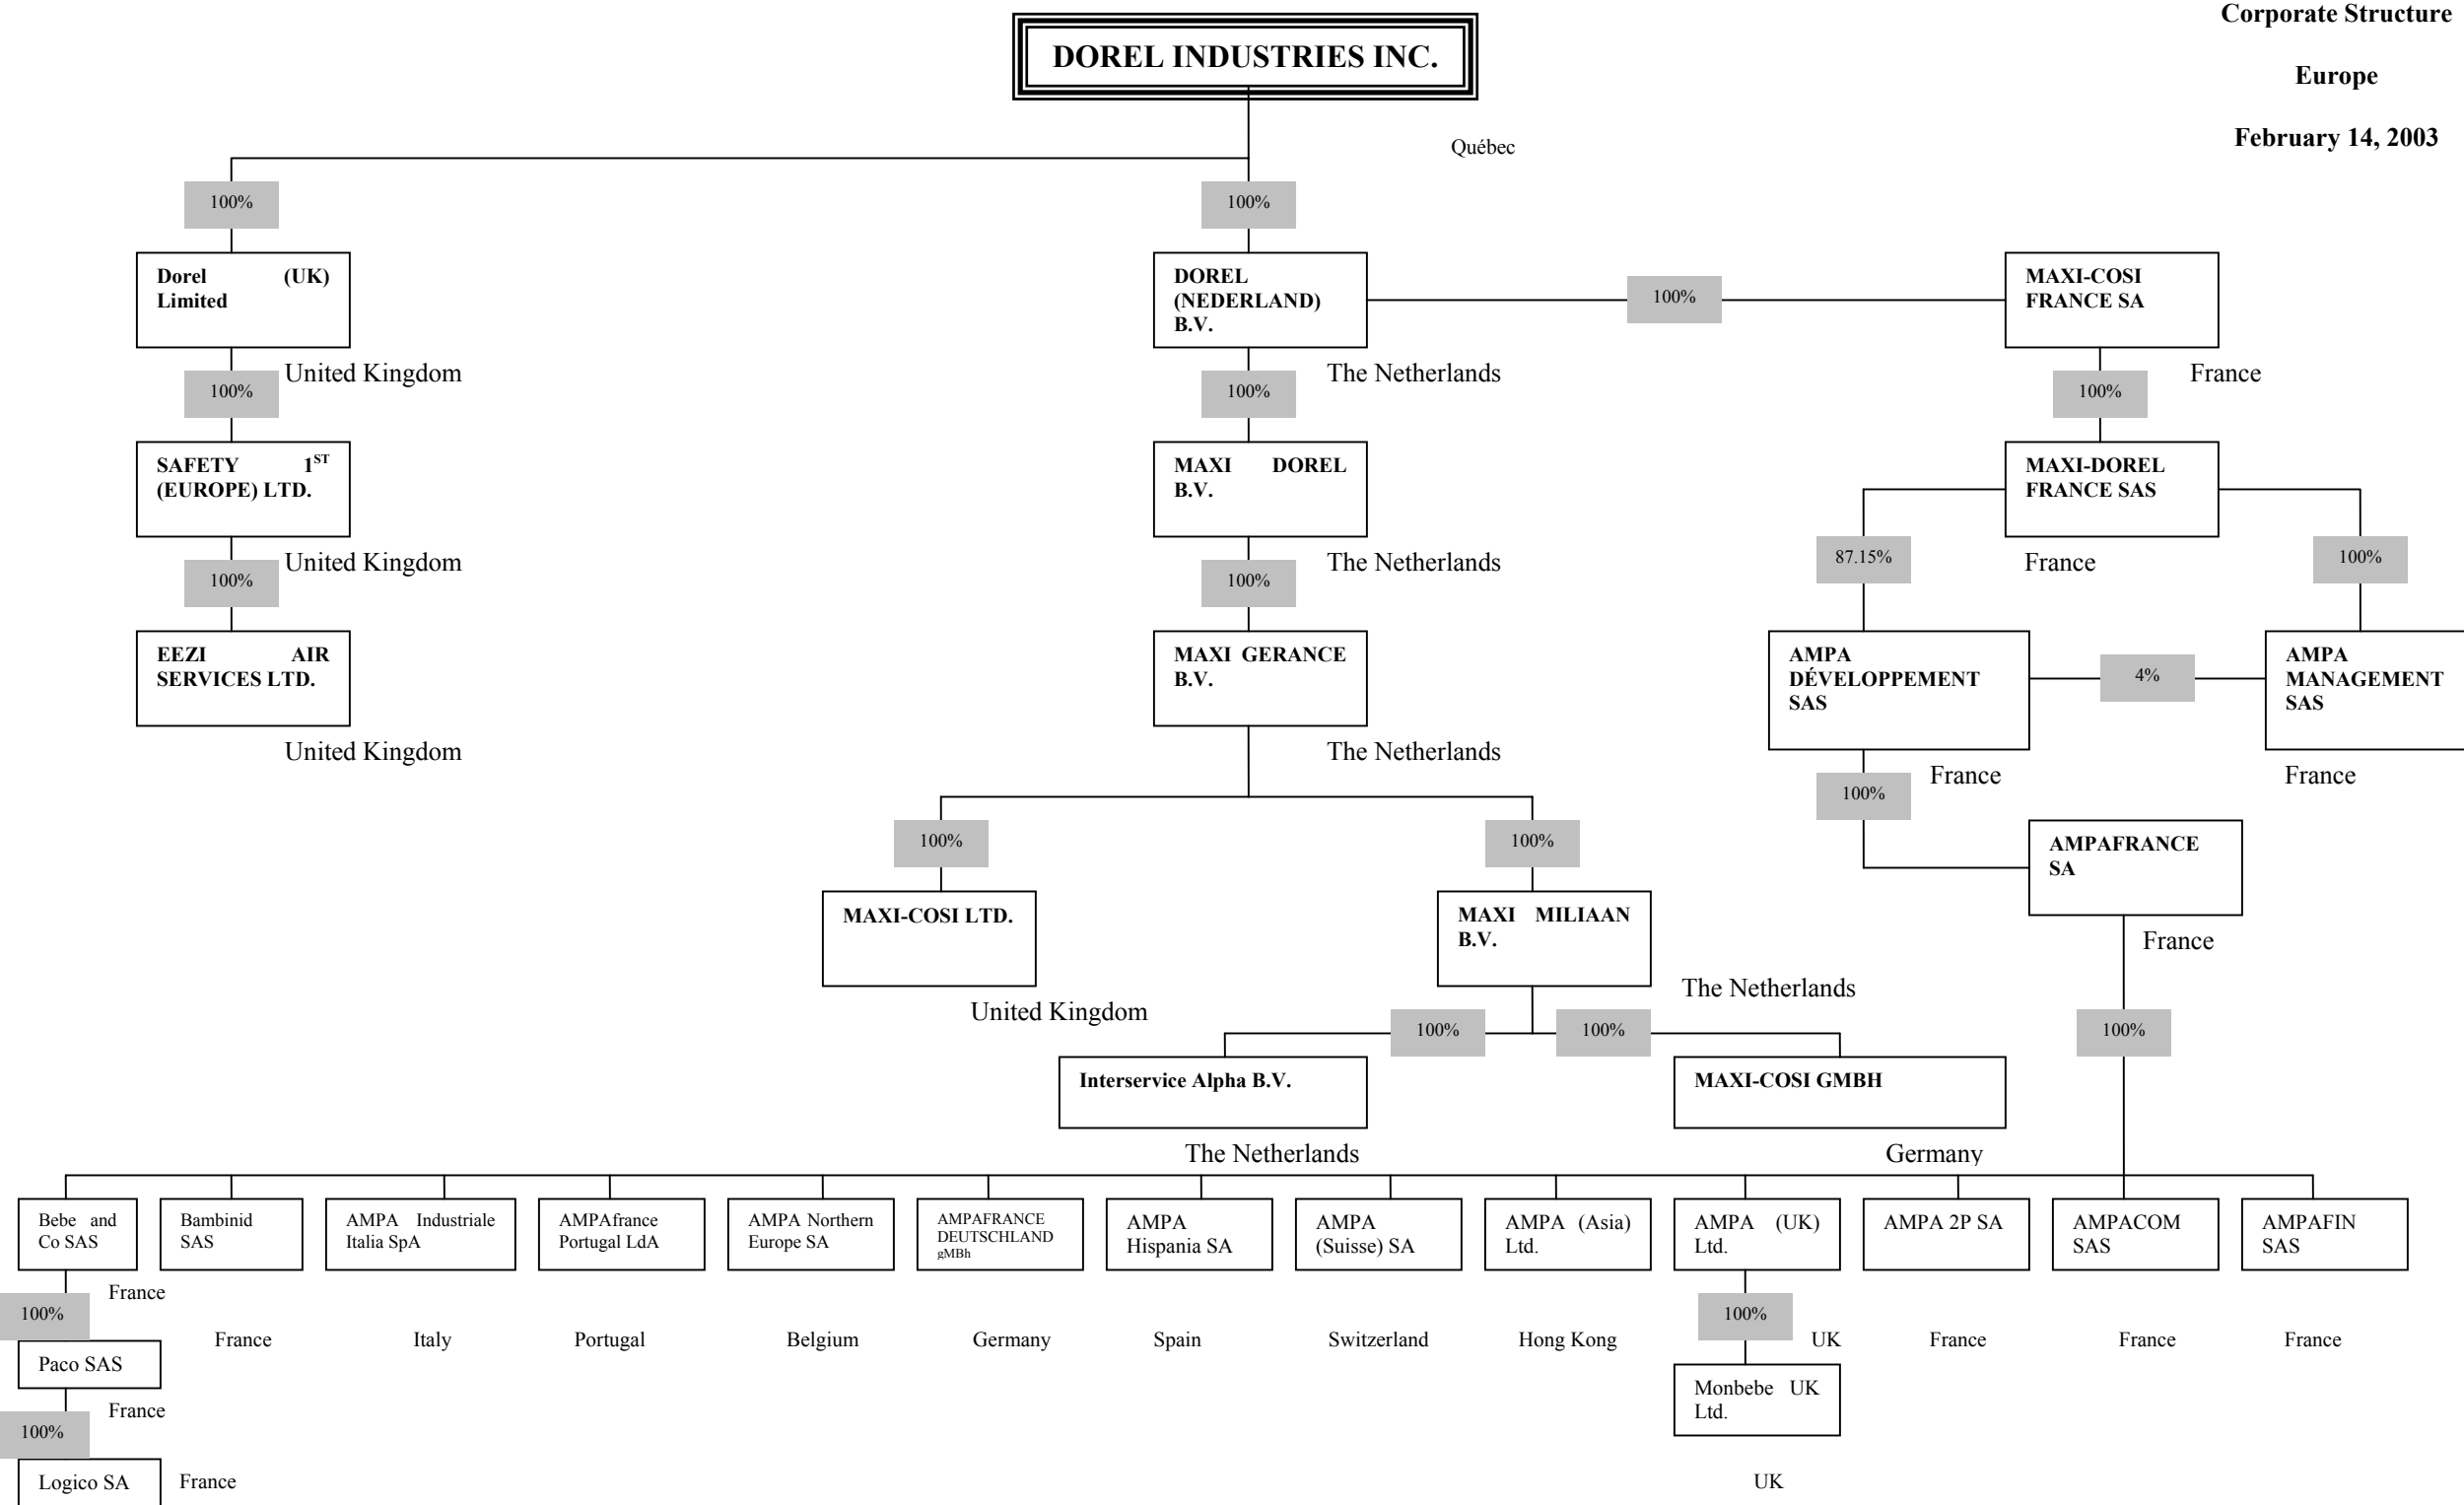 Corporate Structure
Europe
February 14, 2003
DOREL INDUSTRIES INC.
Québec
100%
100%
Dorel (UK)
Limited
DOREL
(NEDERLAND)
B.V.
100%
MAXI-COSI
FRANCE SA
United Kingdom
The Netherlands
France
100%
100%
100%
SAFETY 1ST
(EUROPE) LTD.
MAXI DOREL
B.V.
MAXI-DOREL
FRANCE SAS
United Kingdom
The Netherlands
France
100%
100%
87.15%
100%
EEZI AIR
SERVICES LTD.
MAXI GERANCE
B.V.
AMPA
DÉVELOPPEMENT
SAS
4%
AMPA
MANAGEMENT
SAS
United Kingdom
The Netherlands
France
France
100%
100%
100%
AMPAFRANCE
SA
MAXI-COSI LTD.
MAXI MILIAAN
B.V.
France
United Kingdom
The Netherlands
100%
100%
100%
Interservice Alpha B.V.
MAXI-COSI GMBH
The Netherlands
Germany
Bebe and
Co SAS
Bambinid
SAS
AMPA Industriale
Italia SpA
AMPAfrance
Portugal LdA
AMPA Northern
Europe SA
AMPAFRANCE
DEUTSCHLAND
gMBh
AMPA
Hispania SA
AMPA
(Suisse) SA
AMPA (Asia)
Ltd.
AMPA (UK)
Ltd.
AMPA 2P SA
AMPACOM
SAS
AMPAFIN
SAS
France
100%
100%
France
Italy
Portugal
Belgium
Germany
Spain
Switzerland
Hong Kong
UK
France
France
France
Paco SAS
Monbebe UK
Ltd.
France
100%
Logico SA
France
UK